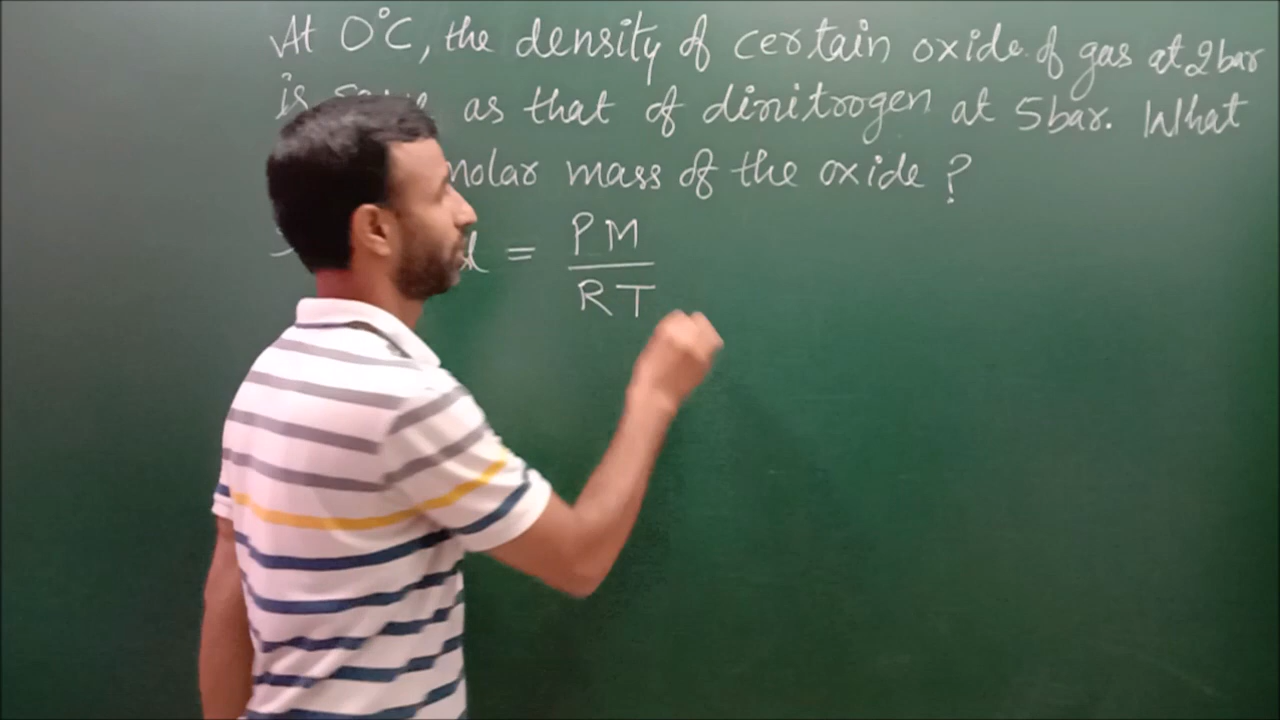 At 0°C, the density of certain oxide of gas at 2bar
is as that of dinitrogen at 5bar. What
molar mass of the oxide ?
d = PM
RT